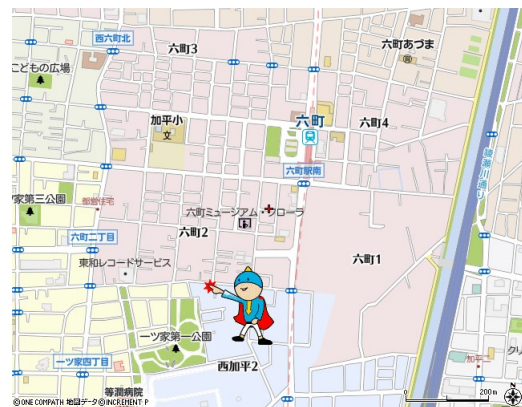 六町3
西六町北
六町あづま
こどもの広場
加平小
文
六町
六町4
綾瀬川通り
六町駅南
家第三公園
都営住宅
六町ミュージアム・フローラ
六町二丁目
六町2
六町1
東和レコードサービス
一ツ家第一公園
一ツ家四丁目
西加平2
加平二
クリ
等潤病院
0 200m
©ONE COMPATH 地図データ©INCREMENT P